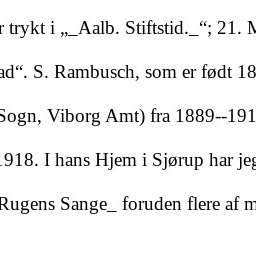 r trykt i „_Aalb. Stiftstid._“; 21. M
ad“. S. Rambusch, som er født 18
Sogn, Viborg Amt) fra 1889--191
1918. I hans Hjem i Sjørup har jeg
Rugens Sange_ foruden flere af m